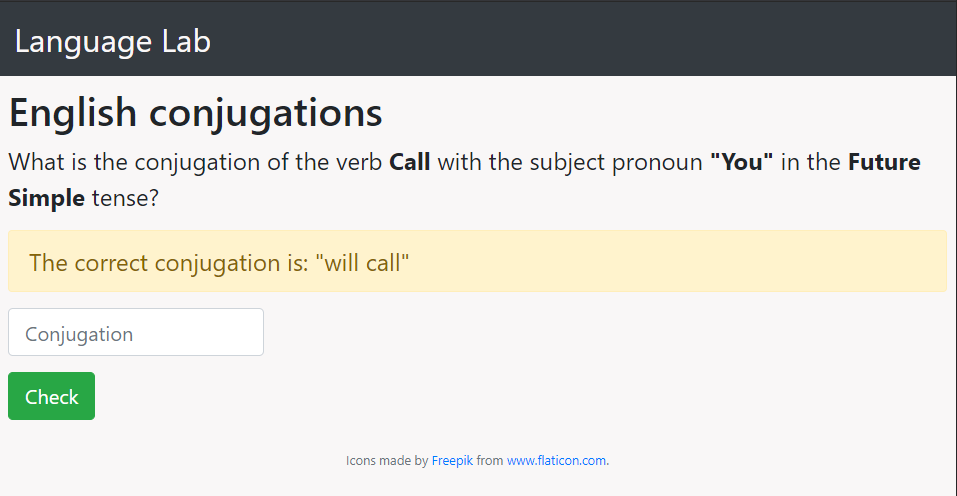 Language Lab
English conjugations
What is the conjugation of the verb Call with the subject pronoun "You" in the Future
Simple tense?
The correct conjugation is: "will call"
Conjugation
Check
Icons made by Freepik from www.flaticon.com.